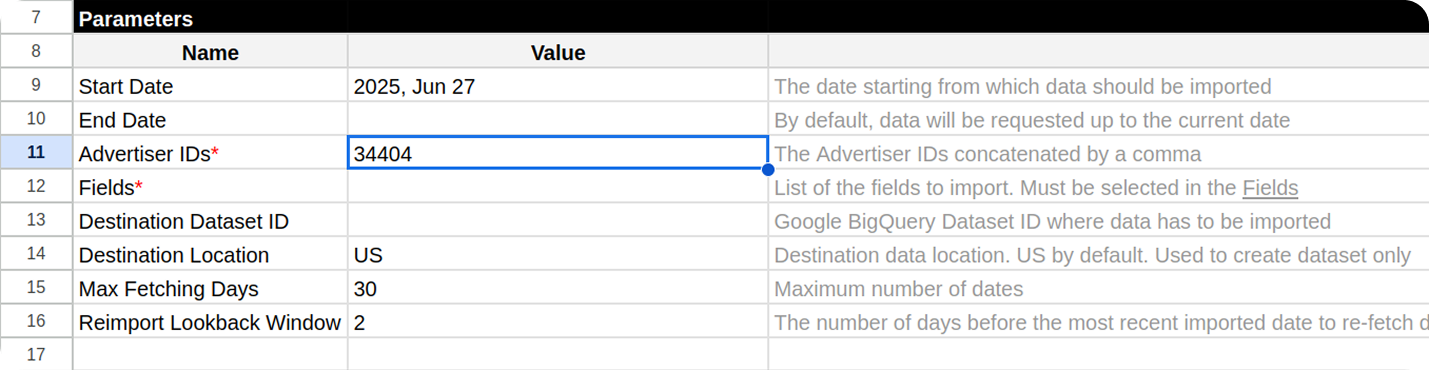 7 Parameters
8 Name Value
9 Start Date 2025, Jun 27 The date starting from which data should be imported
10 End Date By default, data will be requested up to the current date
11 Advertiser IDs* 34404 The Advertiser IDs concatenated by a comma
12 Fields* List of the fields to import. Must be selected in the Fields
13 Destination Dataset ID Google BigQuery Dataset ID where data has to be imported
14 Destination Location US Destination data location. US by default. Used to create dataset only
15 Max Fetching Days 30 Maximum number of dates
16 Reimport Lookback Window 2 The number of days before the most recent imported date to re-fetch
17